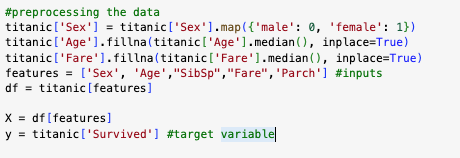 #preprocessing the data
titanic['Sex'] = titanic['Sex'].map({'male': 0, 'female': 1})
titanic['Age'].fillna(titanic['Age'].median(), inplace=True)
titanic['Fare'].fillna(titanic['Fare'].median(), inplace=True)
features = ['Sex', 'Age',"SibSp","Fare",'Parch'] #inputs
df = titanic[features]
X = df[features]
y = titanic['Survived'] #target variable